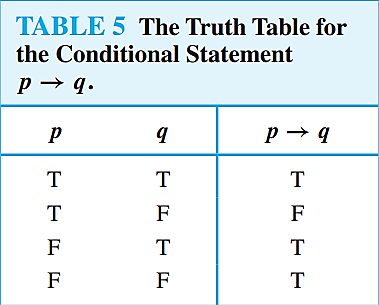 TABLE 5 The Truth Table for
the Conditional Statement
p → q.
p q p → q
T T T
T F F
F T T
F F T